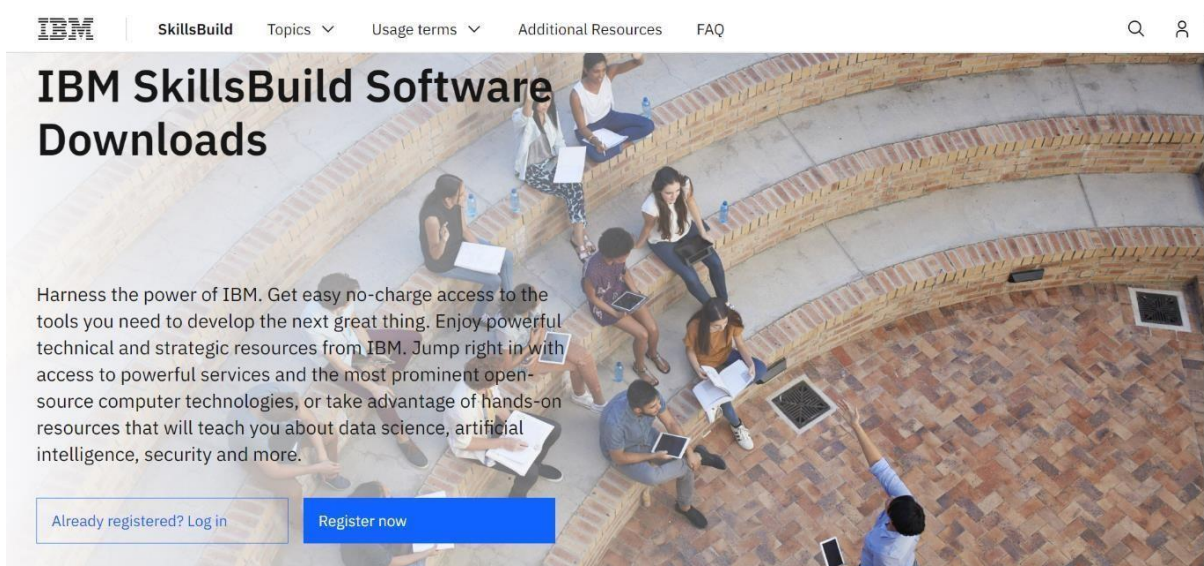 IBM SkillsBuild Topics Usage terms Additional Resources FAQ
IBM SkillsBuild Software
Downloads
Harness the power of IBM. Get easy no-charge access to the
tools you need to develop the next great thing. Enjoy powerful
technical and strategic resources from IBM. Jump right in with
access to powerful services and the most prominent open-
source computer technologies, or take advantage of hands-on
resources that will teach you about data science, artificial
intelligence, security and more.
Already registered? Log in Register now